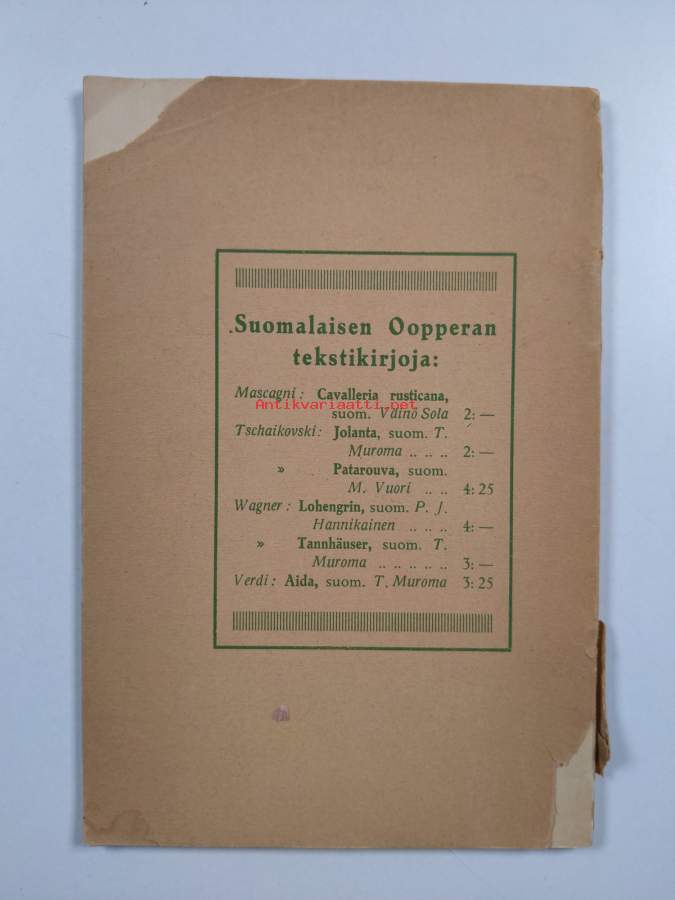 Suomalaisen Oopperan
tekstikirjoja:
Mascagni: Cavalleria rusticana,
Antikvariaatti.net
suom. Väinö Sola 2: —
Tschaikovski: Jolanta, suom. T.
Muroma .. .. .. 2: —
» Patarouva, suom.
M. Vuori .. .. 4: 25
Wagner: Lohengrin, suom. P. J.
Hannikainen .. .. .. 4: —
» Tannhäuser, suom. T.
Muroma .. .. .. .. .. 3: —
Verdi: Aida, suom. T. Muroma 3: 25